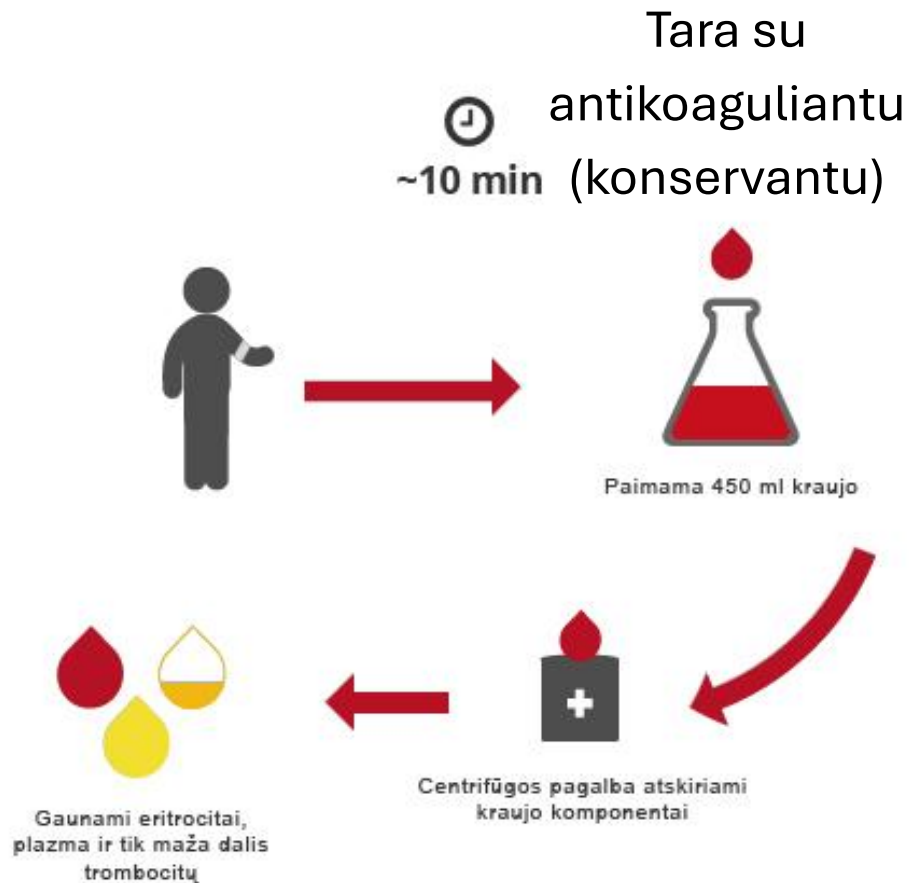 Tara su
antikoaguliantu
(konservantu)
~10 min
Paimama 450 ml kraujo
Centrifūgos pagalba atskiriami
kraujo komponentai
Gaunami eritrocitai,
plazma ir tik maža dalis
trombocitų